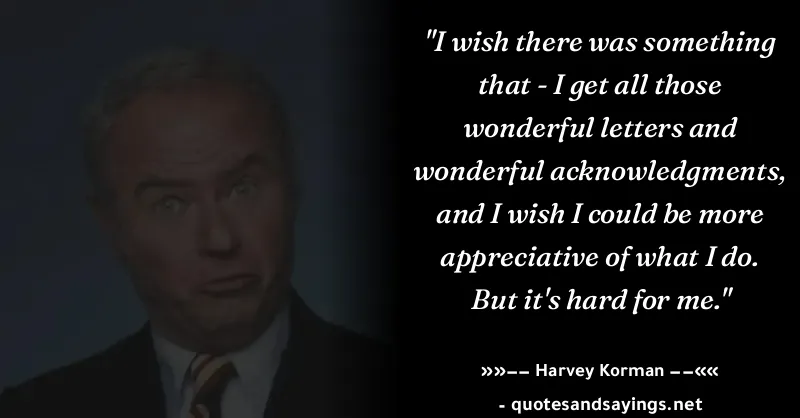 "I wish there was something
that - I get all those
wonderful letters and
wonderful acknowledgments,
and I wish I could be more
appreciative of what I do.
But it's hard for me."
»»−− Harvey Korman −−««
- quotesandsayings.net